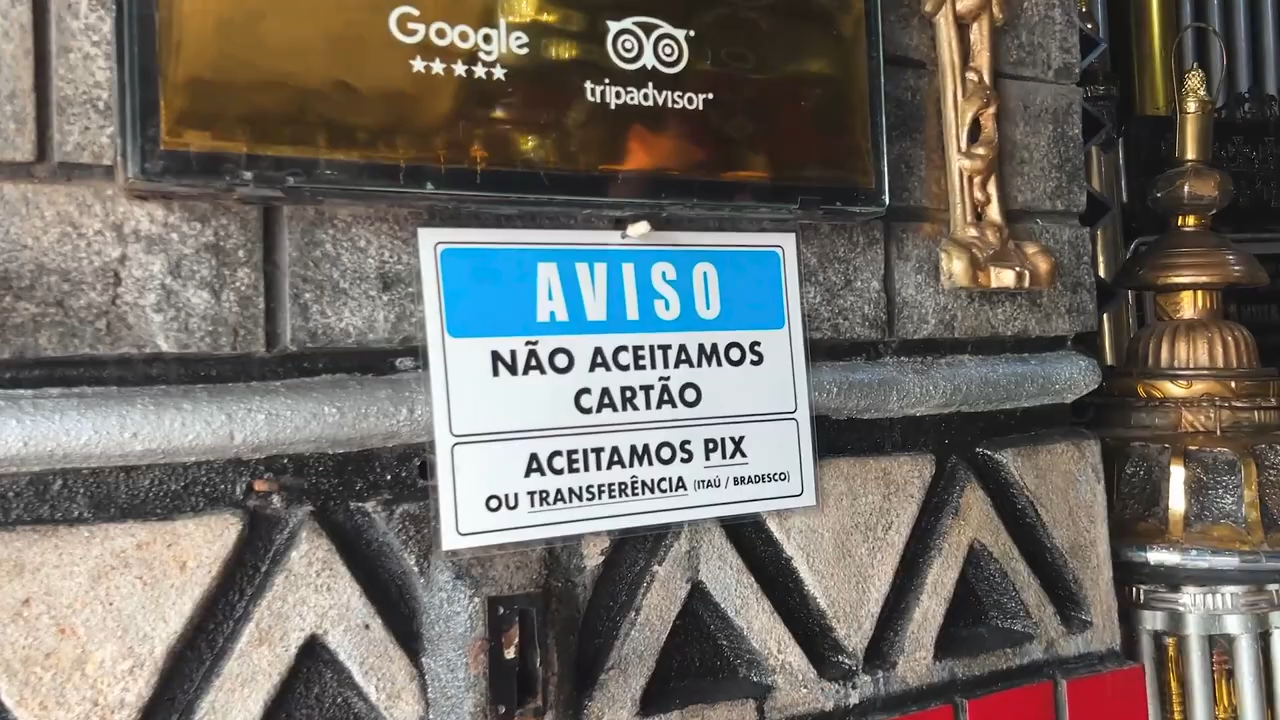 Google
tripadvisor
AVISO
NÃO ACEITAMOS
CARTÃO
ACEITAMOS PIX
OU TRANSFERÊNCIA (ITAÚ / BRADESCO)